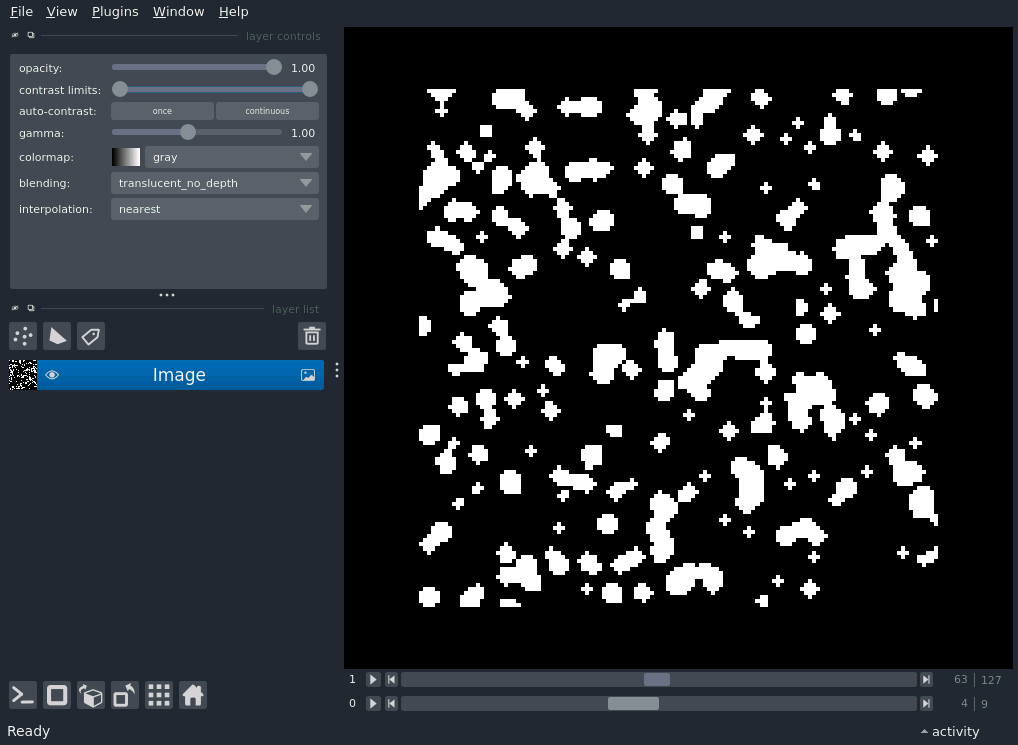 File View Plugins Window Help
layer controls
opacity: 1.00
contrast limits:
auto-contrast: once continuous
gamma: 1.00
colormap: gray
blending: translucent_no_depth
interpolation: nearest
layer list
Image
1 63 127
0 4 9
Ready activity